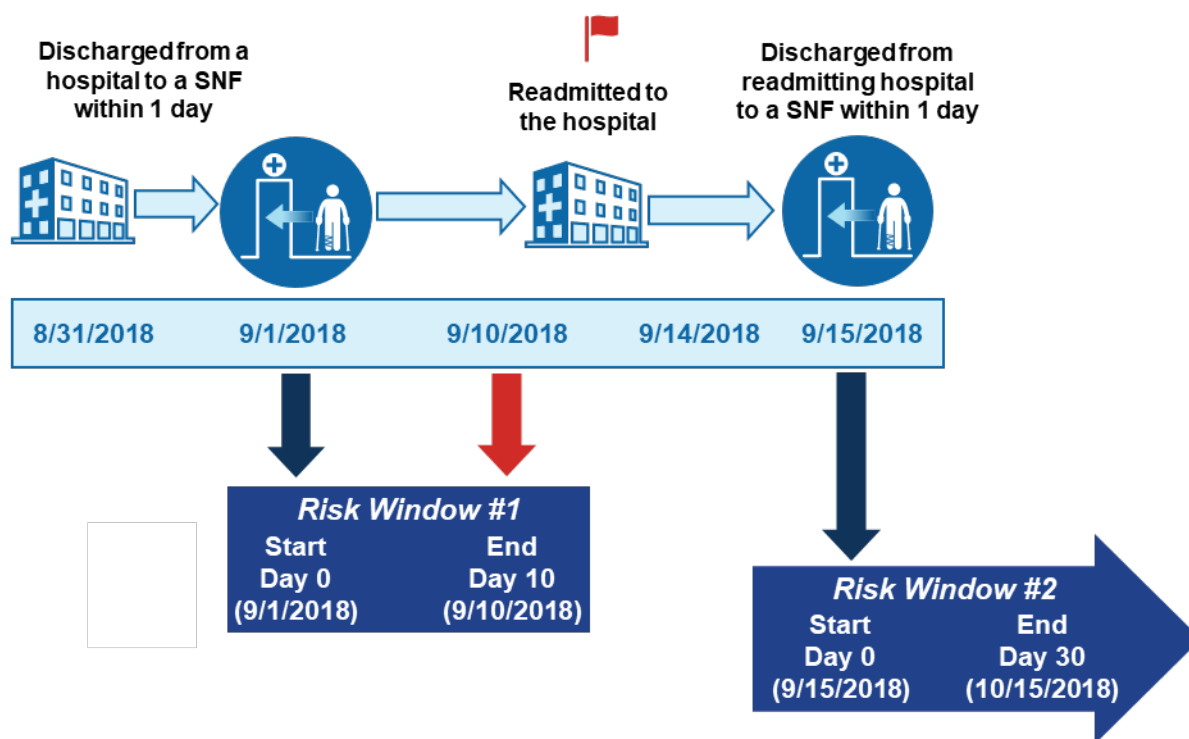 Discharged from a
hospital to a SNF
within 1 day
Readmitted to
the hospital
Discharged from
readmitting hospital
to a SNF within 1 day
8/31/2018
9/1/2018
9/10/2018
9/14/2018
9/15/2018
Risk Window #1
Start
Day 0
(9/1/2018)
End
Day 10
(9/10/2018)
Risk Window #2
Start
Day 0
(9/15/2018)
End
Day 30
(10/15/2018)